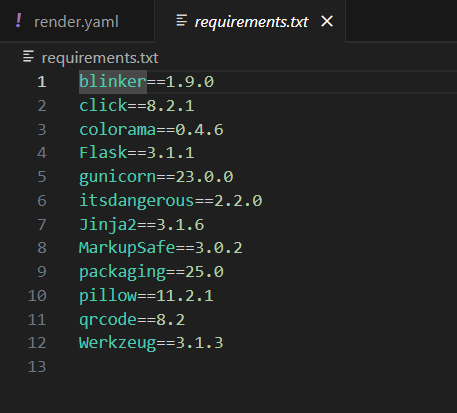 ! render.yaml
requirements.txt ×
requirements.txt
1 blinker==1.9.0
2 click==8.2.1
3 colorama==0.4.6
4 Flask==3.1.1
5 gunicorn==23.0.0
6 itsdangerous==2.2.0
7 Jinja2==3.1.6
8 MarkupSafe==3.0.2
9 packaging==25.0
10 pillow==11.2.1
11 qrcode==8.2
12 Werkzeug==3.1.3
13